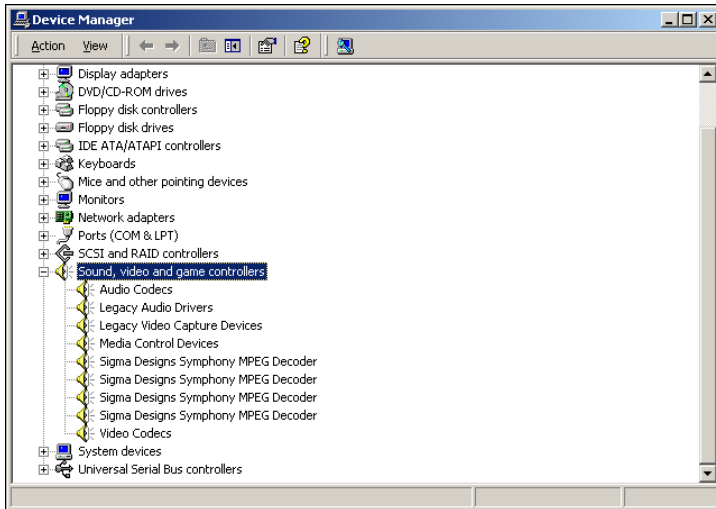 Device Manager
Action View
Display adapters
DVD/CD-ROM drives
Floppy disk controllers
Floppy disk drives
IDE ATA/ATAPI controllers
Keyboards
Mice and other pointing devices
Monitors
Network adapters
Ports (COM & LPT)
SCSI and RAID controllers
Sound, video and game controllers
Audio Codecs
Legacy Audio Drivers
Legacy Video Capture Devices
Media Control Devices
Sigma Designs Symphony MPEG Decoder
Sigma Designs Symphony MPEG Decoder
Sigma Designs Symphony MPEG Decoder
Sigma Designs Symphony MPEG Decoder
Video Codecs
System devices
Universal Serial Bus controllers